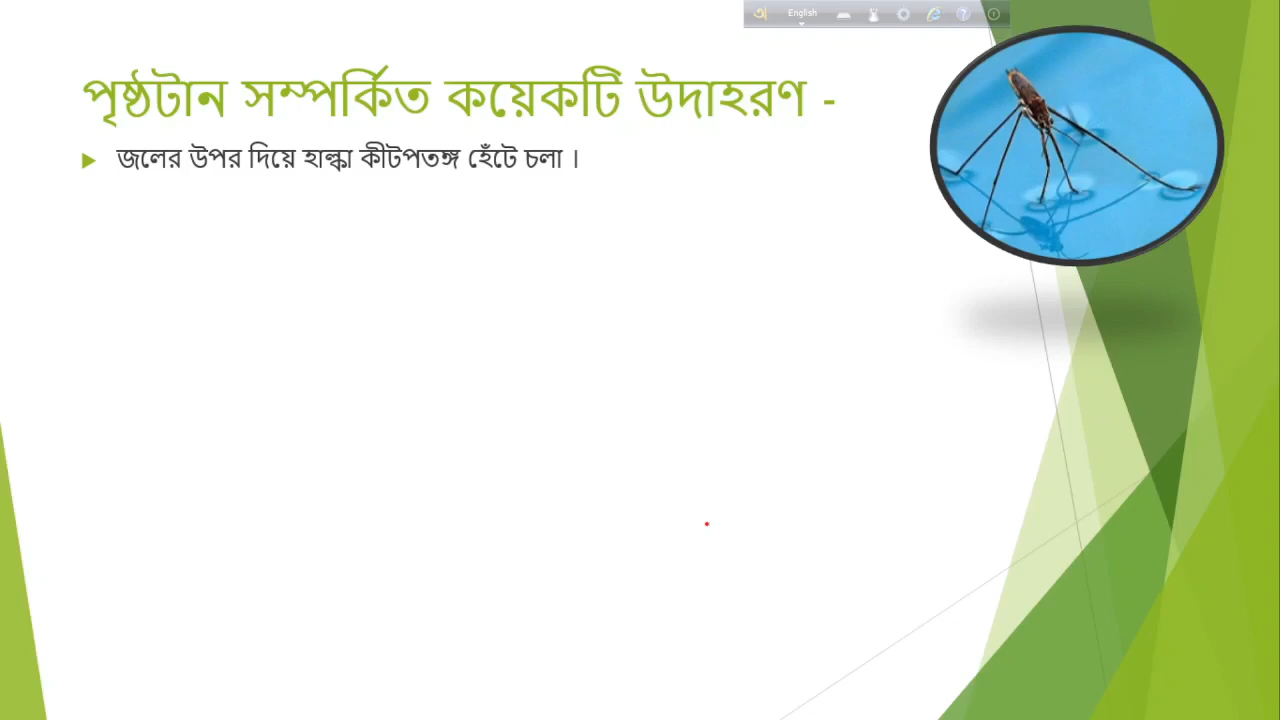 অ English ?
পৃষ্ঠটান সম্পর্কিত কয়েকটি উদাহরণ -
জলের উপর দিয়ে হাল্কা কীটপতঙ্গ হেঁটে চলা।